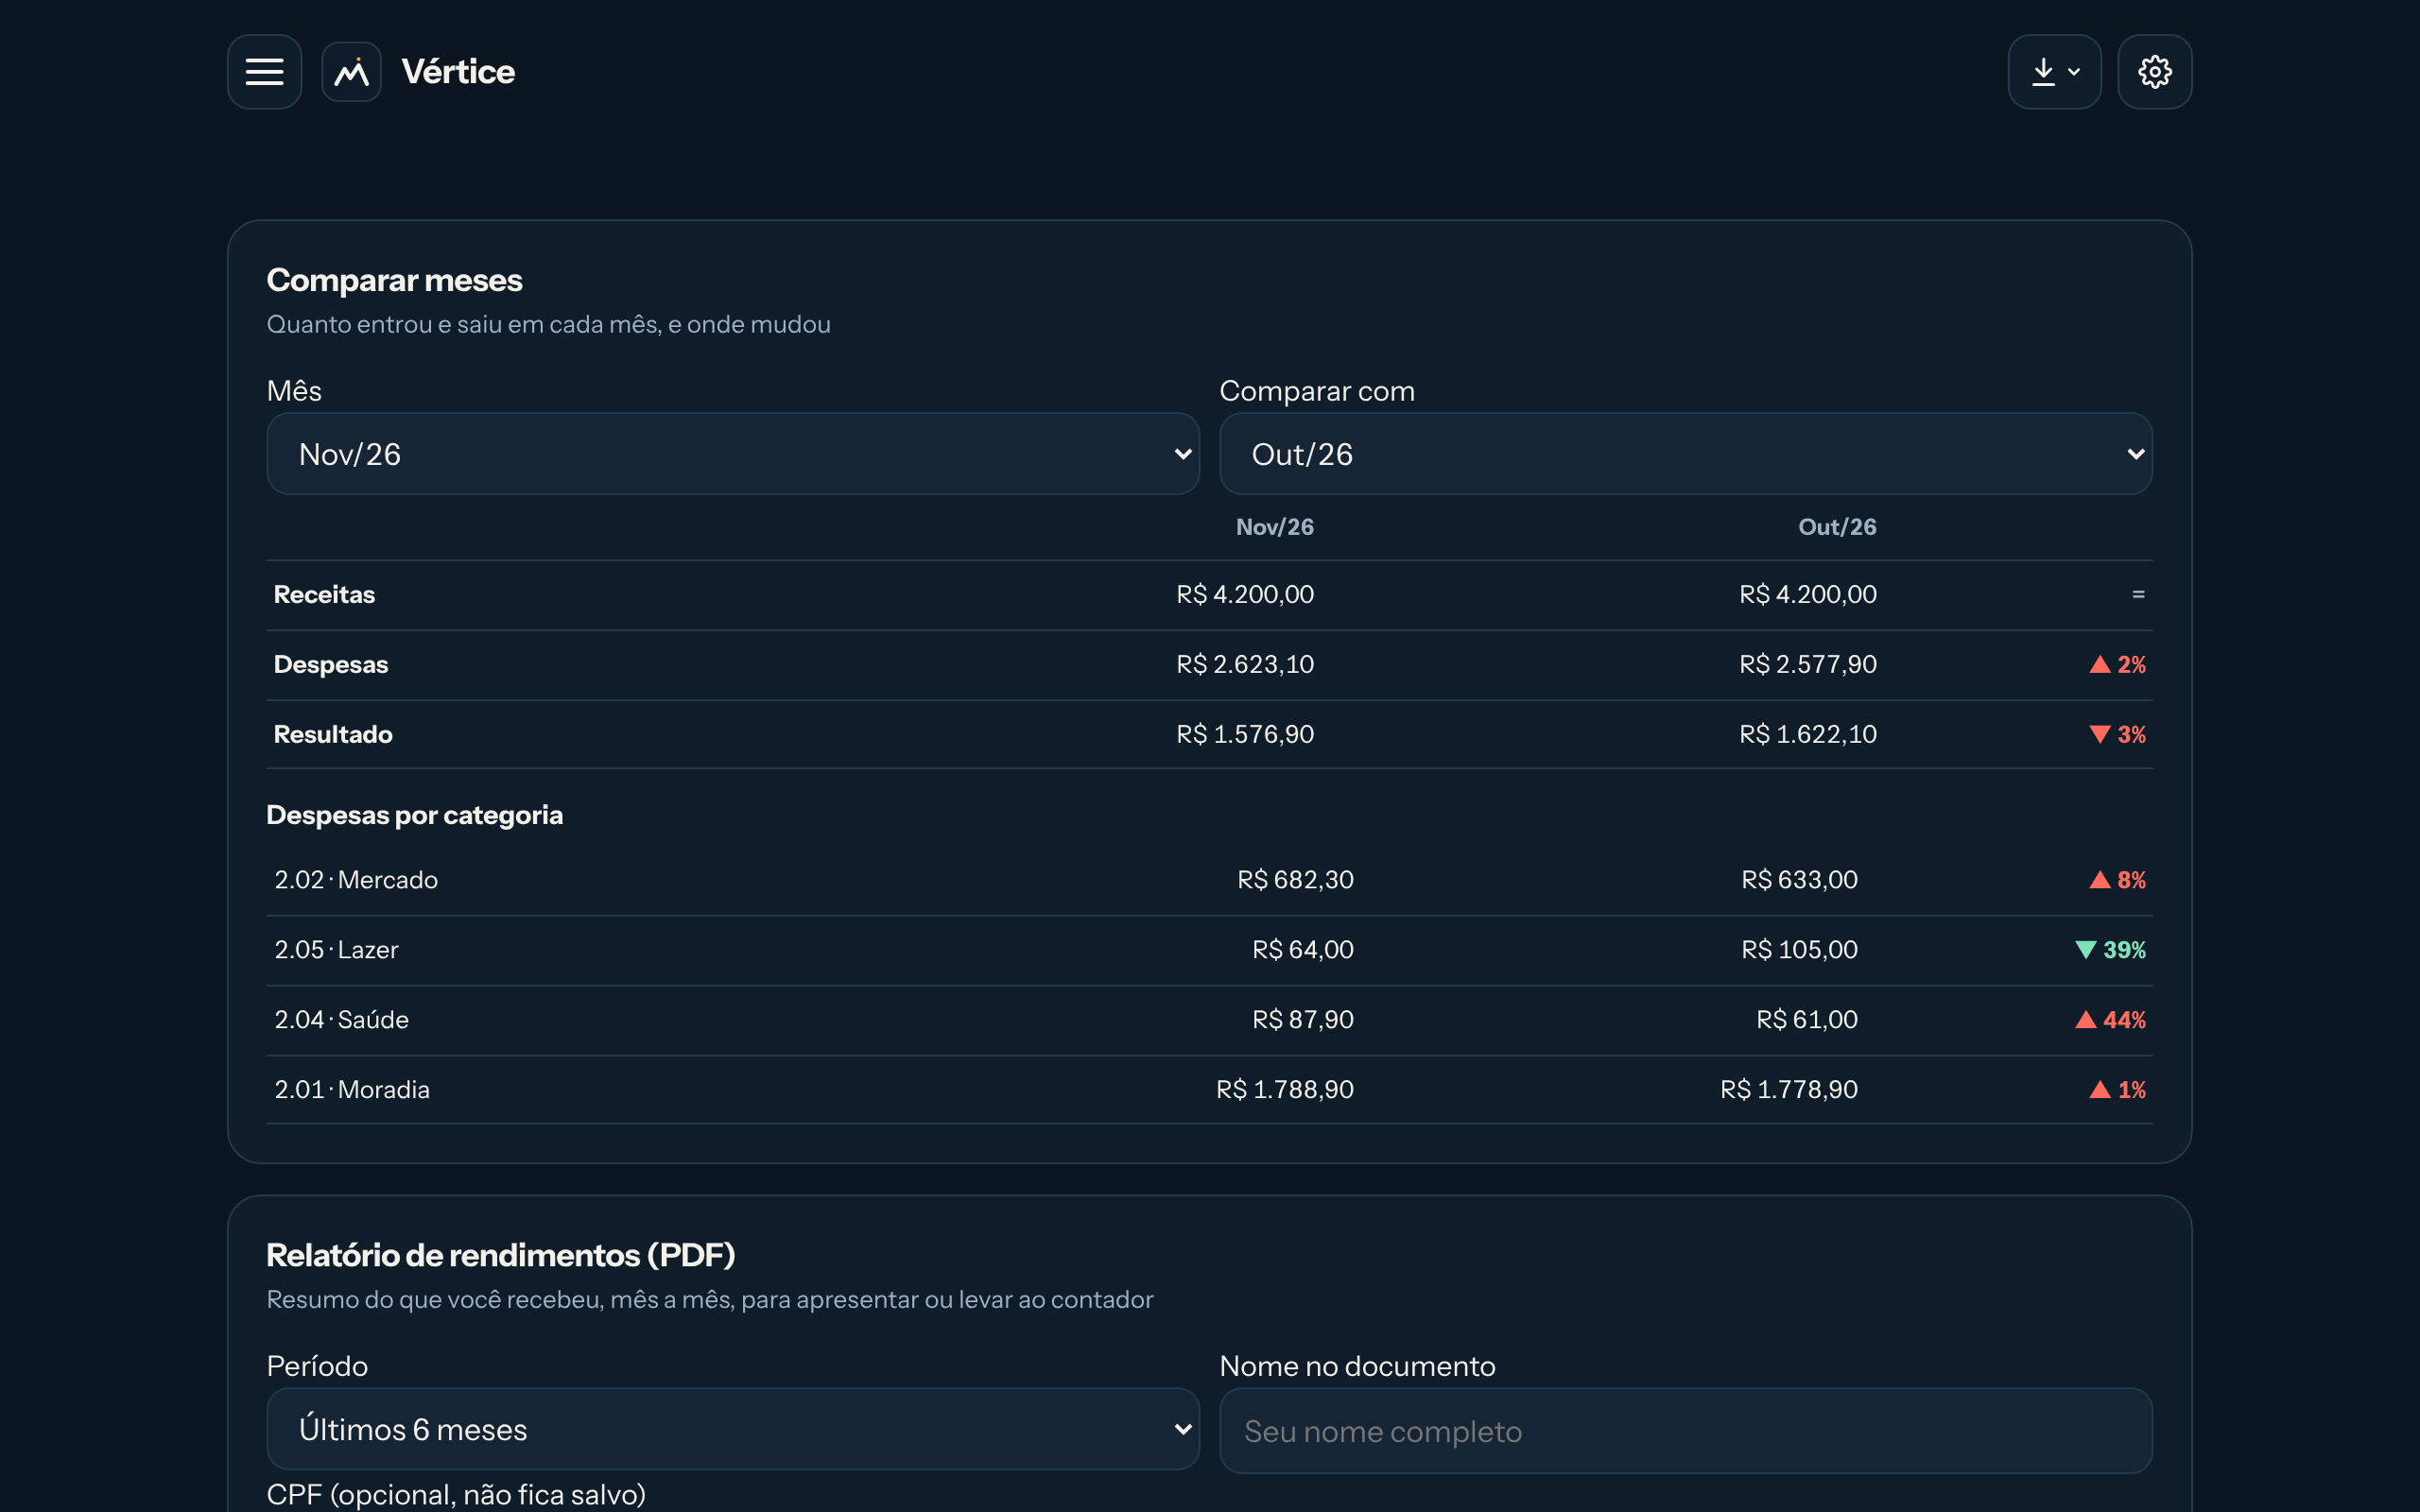 Vértice
Comparar meses
Quanto entrou e saiu em cada mês, e onde mudou
Mês Comparar com
Nov/26 Out/26
Nov/26 Out/26
Receitas R$ 4.200,00 R$ 4.200,00 =
Despesas R$ 2.623,10 R$ 2.577,90 ▲ 2%
Resultado R$ 1.576,90 R$ 1.622,10 ▼ 3%
Despesas por categoria
2.02 · Mercado R$ 682,30 R$ 633,00 ▲ 8%
2.05 · Lazer R$ 64,00 R$ 105,00 ▼ 39%
2.04 · Saúde R$ 87,90 R$ 61,00 ▲ 44%
2.01 · Moradia R$ 1.788,90 R$ 1.778,90 ▲ 1%
Relatório de rendimentos (PDF)
Resumo do que você recebeu, mês a mês, para apresentar ou levar ao contador
Período Nome no documento
Últimos 6 meses Seu nome completo
CPF (opcional, não fica salvo)